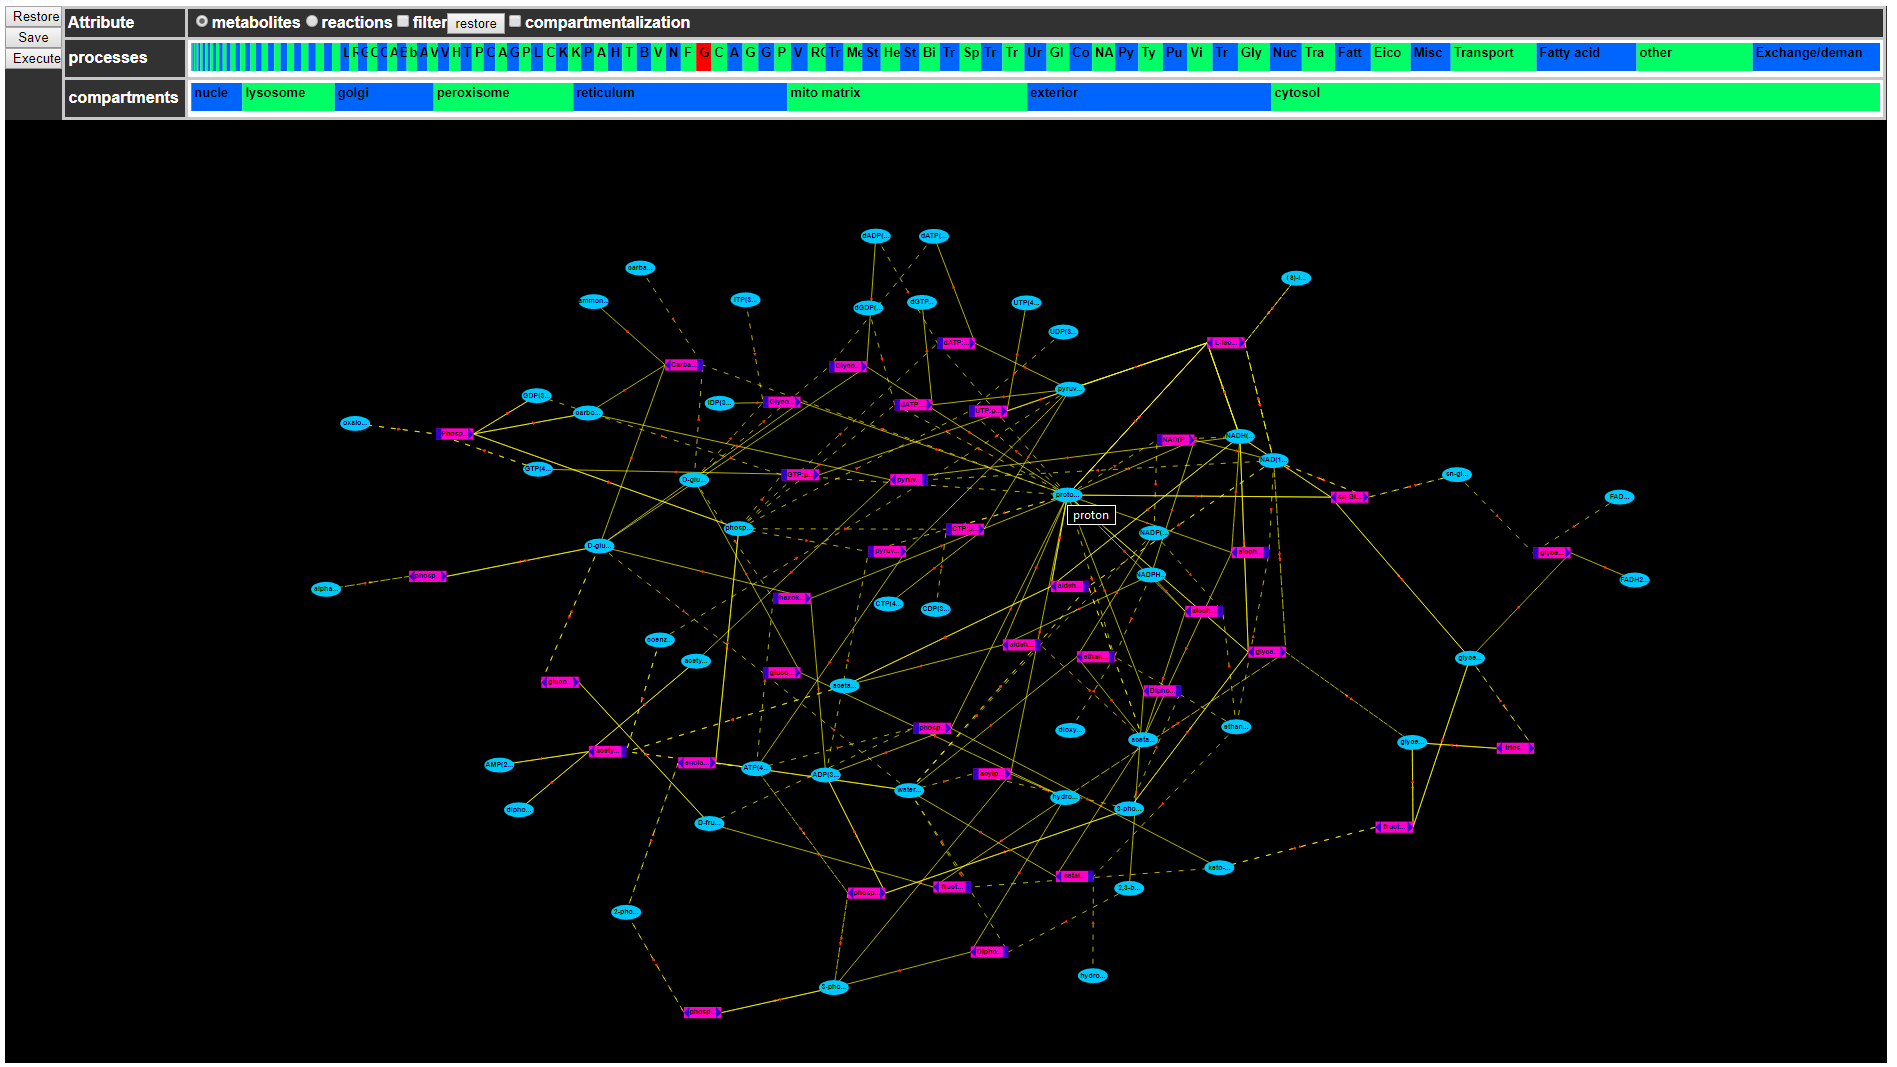 Restore
Save
Execute
Attribute
metabolites reactions filter restore compartmentalization
processes
L R G C C A E b A V V H T P C A G P L C K K P A H T B V N F G C A G G P V RC Tr Me St He St Bi Tr Sp Tr Tr Ur Gl Co NA Py Ty Pu Vi Tr Gly Nuc Tra Fatt Eico Misc Transport Fatty acid other Exchange/deman
compartments
nucle lysosome golgi peroxisome reticulum mito matrix exterior cytosol
dADP(... dATP(...
carba... (S)-l...
ammon... ITP(3... dGDP(... dGTP... UTP(4...
UDP(3...
dATP:... L-lac...
Carba... Glyco...
GDP(3... pyruv...
IDP(3... Glyco... dATP...
carbo... UTP:p...
oxalo... Phosp... NAD(P... NADH(...
NAD(1...
GTP(4... GTP:p... sn-gl...
D-glu... pyruv...
proto... sn-Gl... FAD...
proton
phosp... CTP:p... NADP(...
D-glu... pyruv... alcoh... glyce...
phosp... NADPH... FADH2...
alpha... aldeh...
hexok... CTP(4... CDP(3... alcoh...
coenz... aldeh... glyce...
acety... ethan... glyce...
gluco... gluco... aceta... Dipho...
phosp... dioxy... ethan...
aceta... glyce...
acety... enola... trios...
AMP(2... ATP(4... ADP(3... acylp...
water... hydro...
dipho... 3-pho...
D-fru... fruct...
keto-...
catal...
phosp... fruct... 2,3-b...
2-pho...
Dipho...
hydro...
3-pho...
phosp...